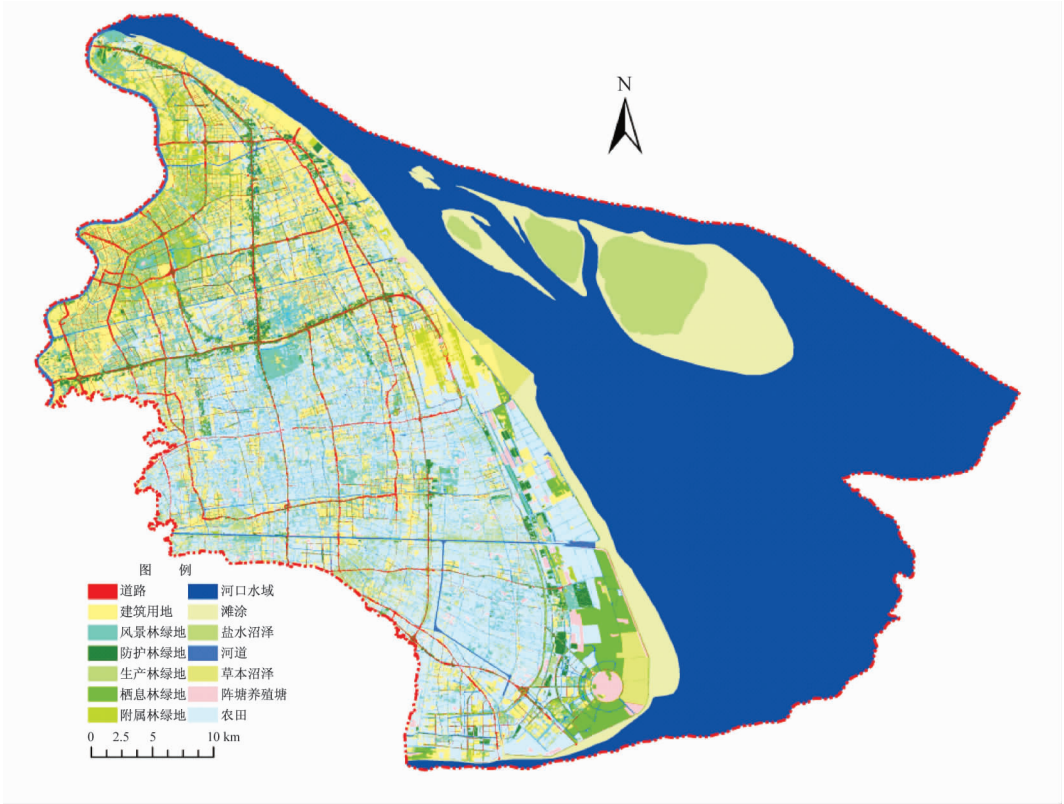 N
图 例
道路 河口水域
建筑用地 滩涂
风景林绿地 盐水沼泽
防护林绿地 河道
生产林绿地 草本沼泽
栖息林绿地 阵塘养殖塘
附属林绿地 农田
0 2.5 5 10 km